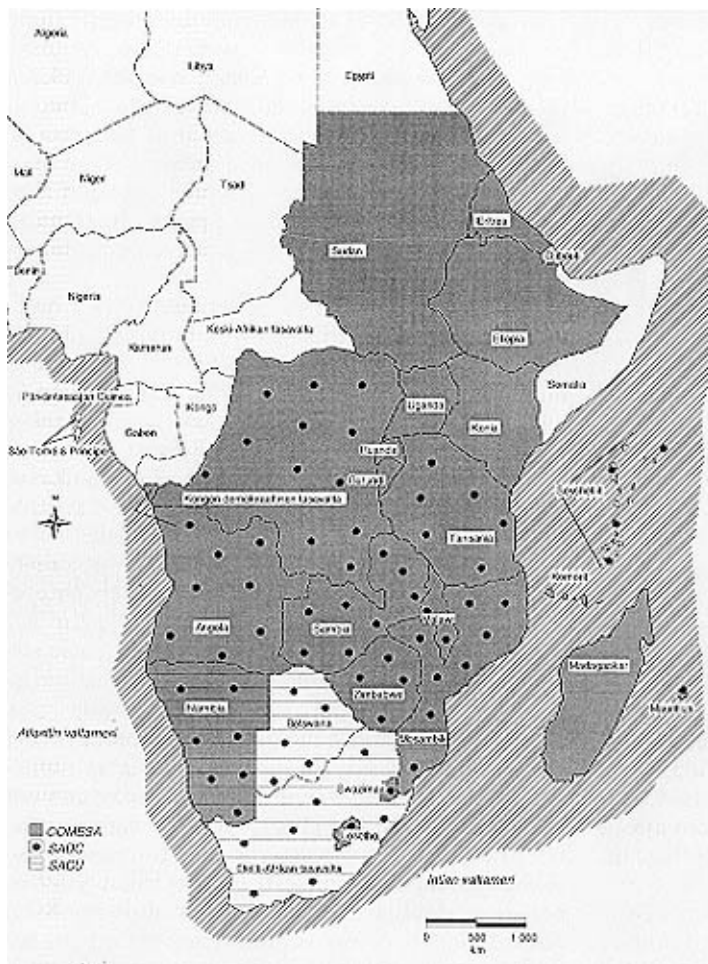 Algeria
Libya
Egypti
Mali
Niger
Tsad
Eritrea
Sudan
Djibouti
Benin
Nigeria
Etiopia
Keski-Afrikan tasavalta
Kamerun
Somalia
Päiväntasaajan Guinea
Kongo
Uganda
Kenia
Gabon
São Tomé & Príncipe
Ruanda
Burundi
Seychellit
Kongon demokraattinen tasavalta
N
Tansania
Komorit
Malawi
Angola
Sambia
Madagaskar
Zimbabwe
Namibia
Mauritius
Botswana
Atlantin valtameri
Mosambik
Swazimaa
COMESA
SADC
Lesotho
SACU
Etelä-Afrikan tasavalta
Intian valtameri
0 500 1 000
km